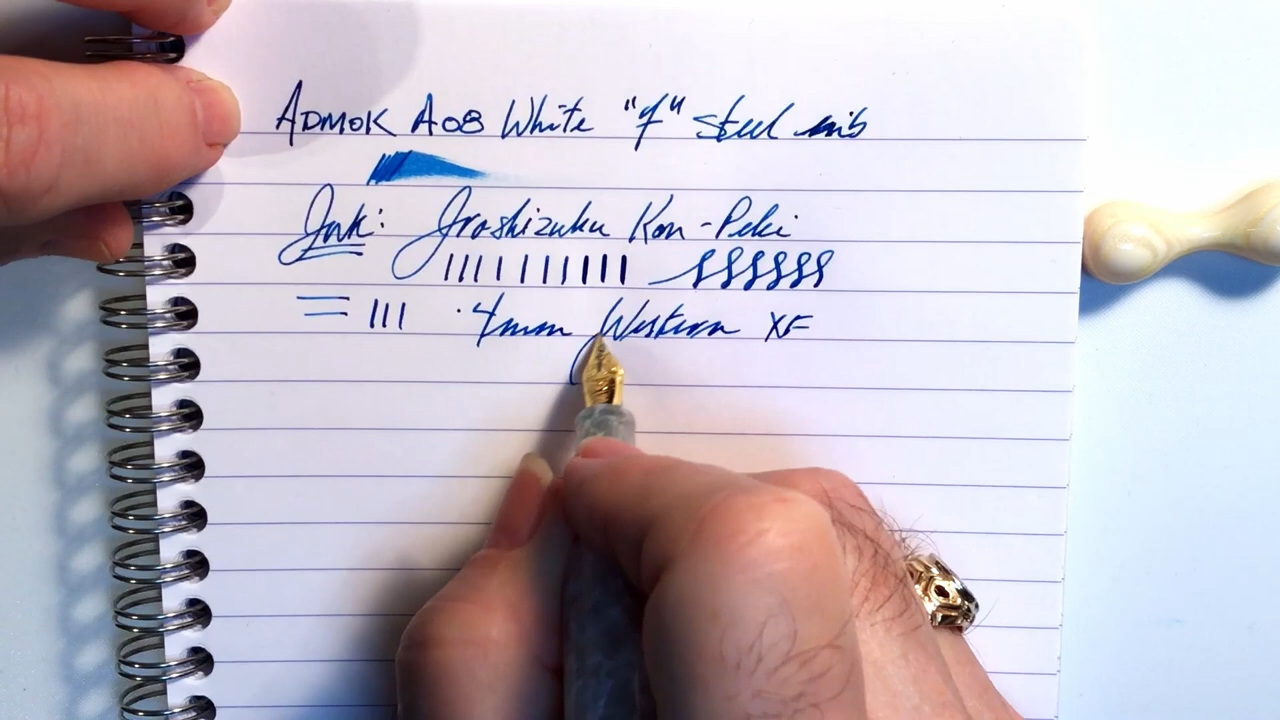 ADMOK A08 White "f" steel nib
Ink: Iroshizuku Kon-Peki
.4mm Western XF